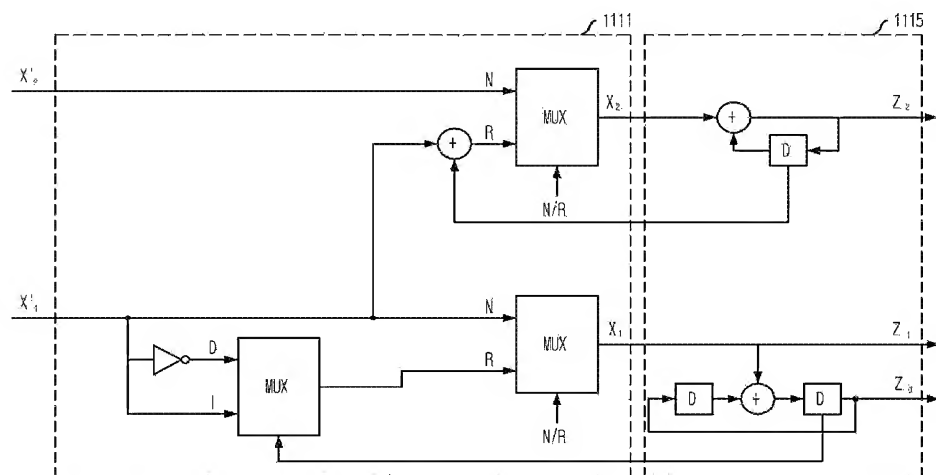 1111
1115
X'₂
N
MUX
X₂
+
Z₂
+
R
D
N/R
X'₁
N
MUX
X₁
Z₁
D
R
MUX
I
D
+
D
Z₀
N/R